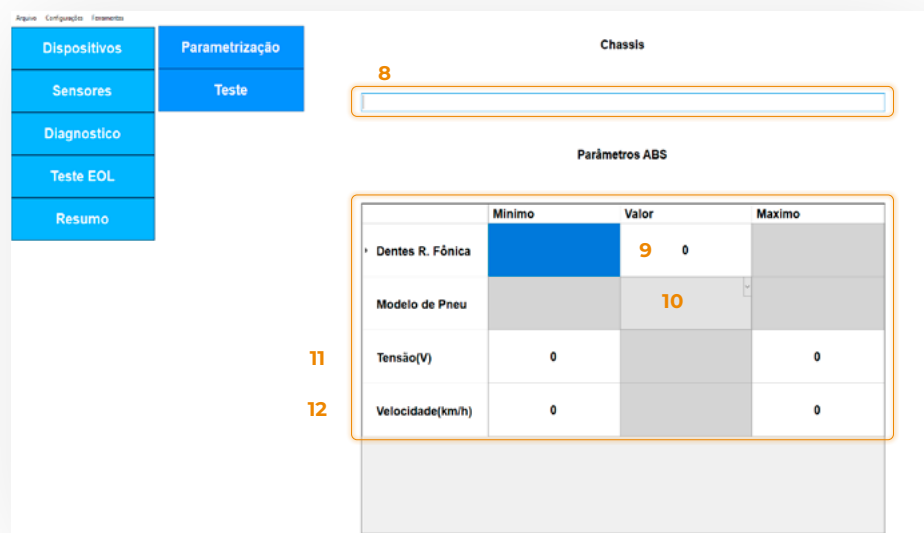 Arquivo Configurações Ferramentas
Dispositivos
Sensores
Diagnostico
Teste EOL
Resumo
Parametrização
Teste
Chassis
8
Parâmetros ABS
Minimo Valor Maximo
Dentes R. Fônica 9 0
Modelo de Pneu 10
11 Tensão(V) 0 0
12 Velocidade(km/h) 0 0